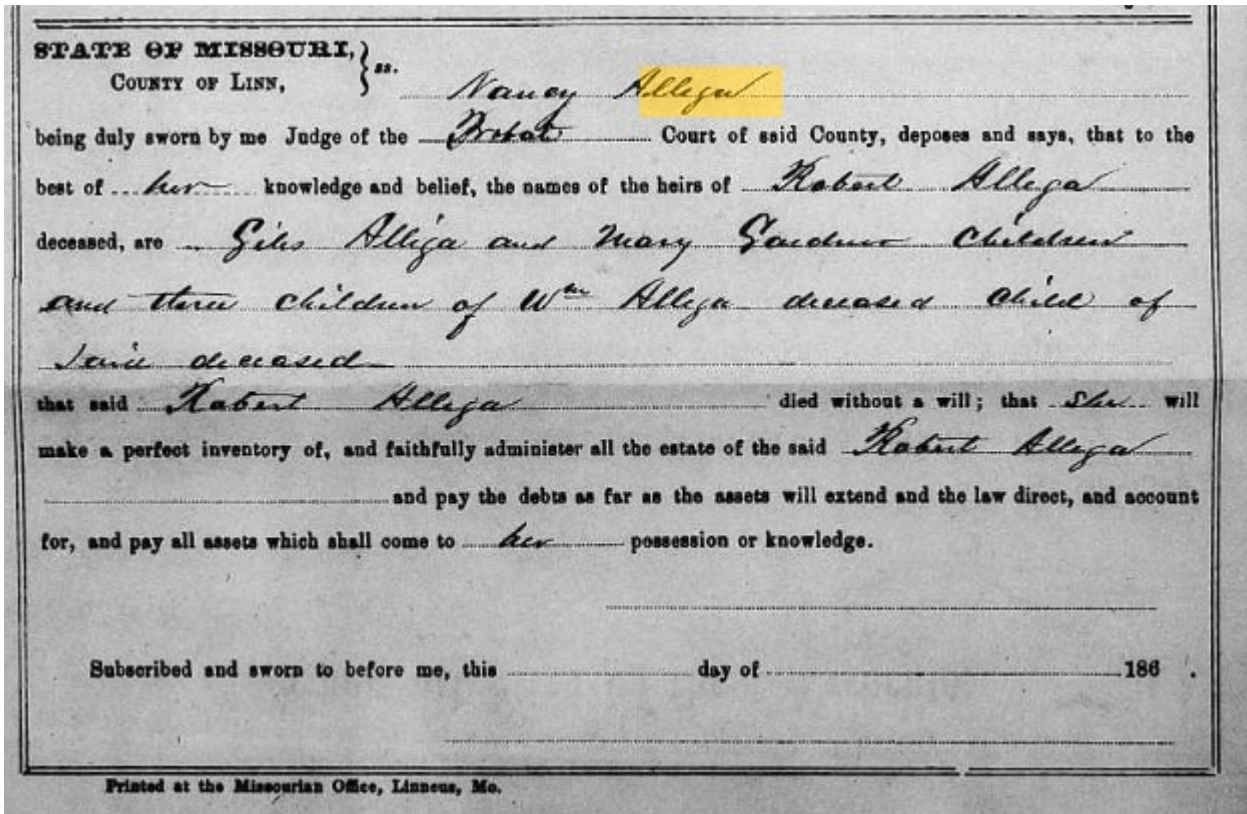 STATE OF MISSOURI,
COUNTY OF LINN, } ss. Nancy Allega
being duly sworn by me Judge of the Probat Court of said County, deposes and says, that to the
best of her knowledge and belief, the names of the heirs of Robert Allega
deceased, are Giles Alliga and Mary Gardner Children
and three children of Wm Allega deceased Child of
Said deceased
that said Robert Allega died without a will; that She will
make a perfect inventory of, and faithfully administer all the estate of the said Robert Allega
and pay the debts as far as the assets will extend and the law direct, and account
for, and pay all assets which shall come to her possession or knowledge.
Subscribed and sworn to before me, this day of 186 .
Printed at the Missourian Office, Linneus, Mo.